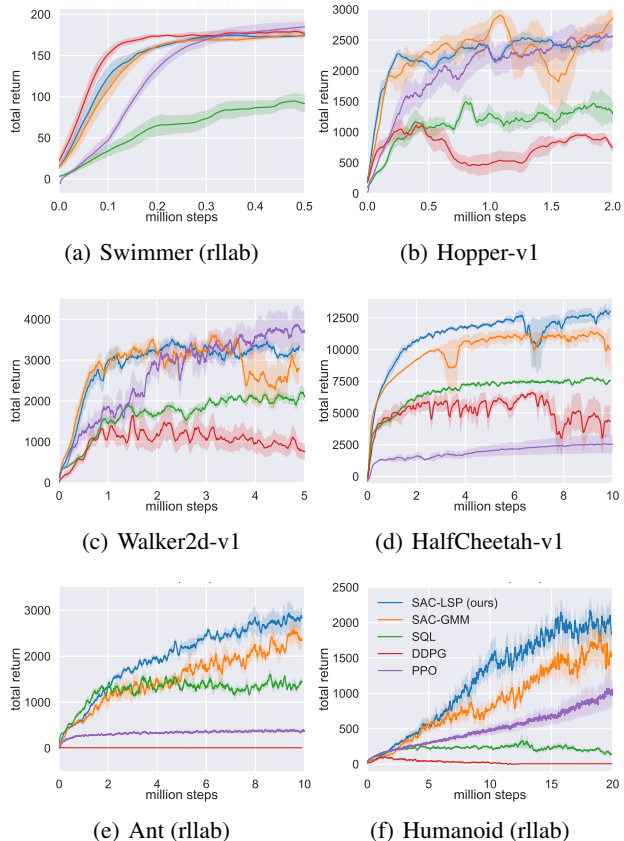 200
150
100
50
0
total return
0.0 0.1 0.2 0.3 0.4 0.5
million steps
(a) Swimmer (rllab)
3000
2500
2000
1500
1000
500
0
total return
0.0 0.5 1.0 1.5 2.0
million steps
(b) Hopper-v1
4000
3000
2000
1000
0
total return
0 1 2 3 4 5
million steps
(c) Walker2d-v1
12500
10000
7500
5000
2500
0
total return
0 2 4 6 8 10
million steps
(d) HalfCheetah-v1
3000
2000
1000
0
total return
0 2 4 6 8 10
million steps
(e) Ant (rllab)
2500
2000
1500
1000
500
0
total return
SAC-LSP (ours)
SAC-GMM
SQL
DDPG
PPO
0 5 10 15 20
million steps
(f) Humanoid (rllab)